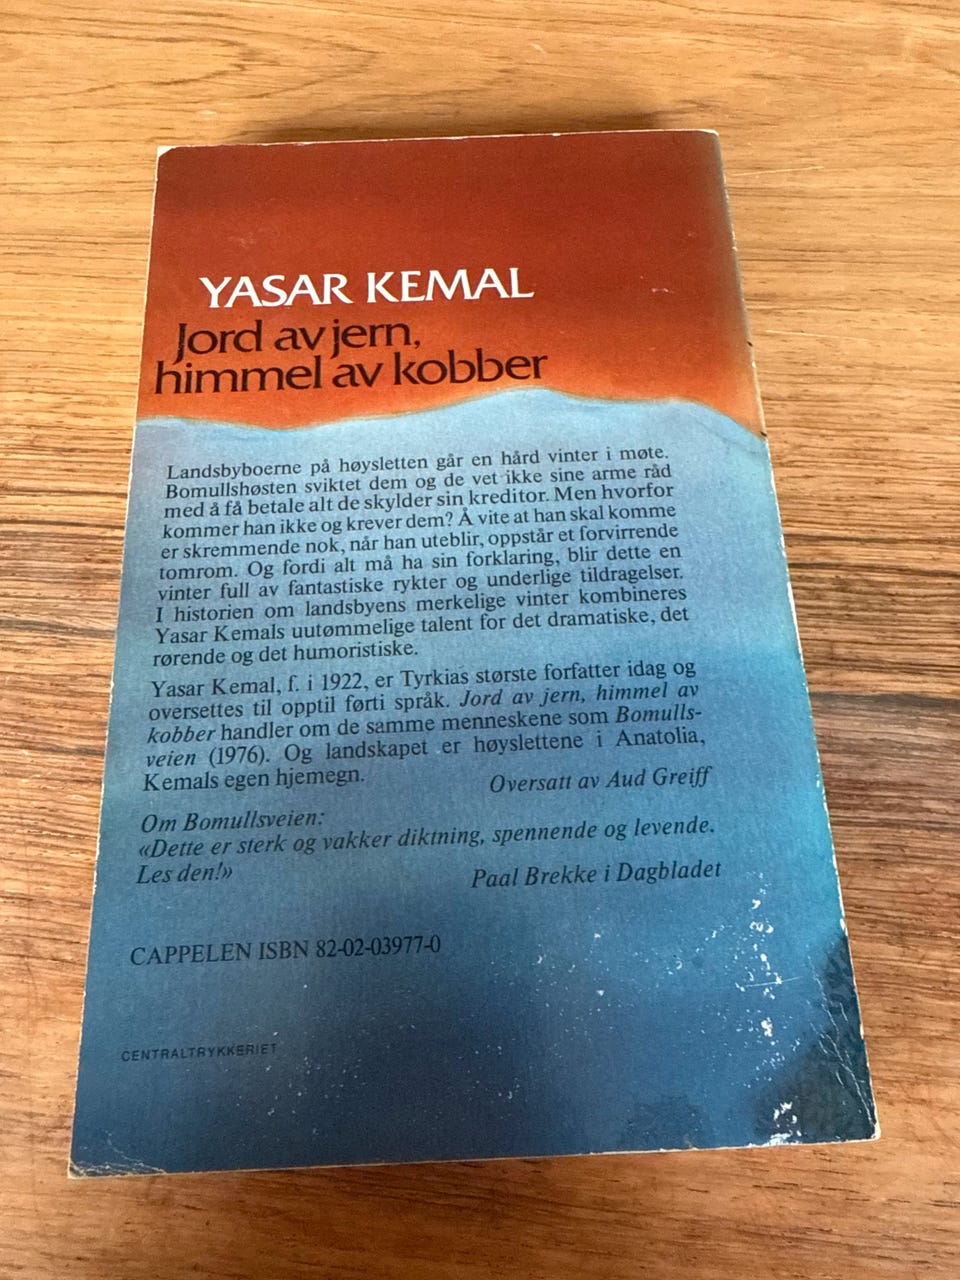 YASAR KEMAL
Jord av jern,
himmel av kobber
Landsbyboerne på høysletten går en hård vinter i møte.
Bomullshøsten sviktet dem og de vet ikke sine arme råd
med å få betale alt de skylder sin kreditor. Men hvorfor
kommer han ikke og krever dem? Å vite at han skal komme
er skremmende nok, når han uteblir, oppstår et forvirrende
tomrom. Og fordi alt må ha sin forklaring, blir dette en
vinter full av fantastiske rykter og underlige tildragelser.
I historien om landsbyens merkelige vinter kombineres
Yasar Kemals uutømmelige talent for det dramatiske, det
rørende og det humoristiske.
Yasar Kemal, f. i 1922, er Tyrkias største forfatter idag og
oversettes til opptil førti språk. Jord av jern, himmel av
kobber handler om de samme menneskene som Bomulls-
veien (1976). Og landskapet er høyslettene i Anatolia,
Kemals egen hjemegn.
Oversatt av Aud Greiff
Om Bomullsveien:
«Dette er sterk og vakker diktning, spennende og levende.
Les den!»
Paal Brekke i Dagbladet
CAPPELEN ISBN 82-02-03977-0
CENTRALTRYKKERIET